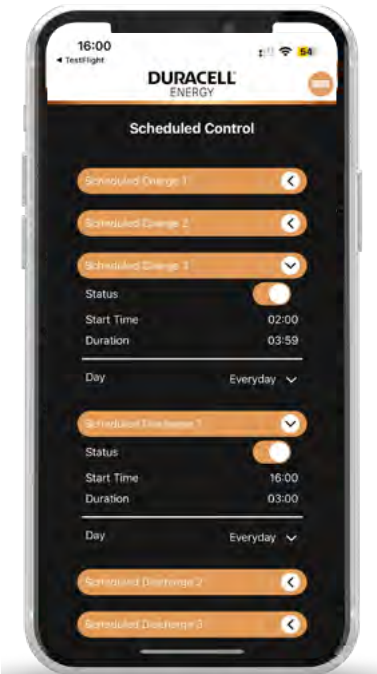 16:00
54
◀ TestFlight
DURACELL
ENERGY
Scheduled Control
Scheduled Charge 1
Scheduled Charge 2
Scheduled Charge 3
Status
Start Time 02:00
Duration 03:59
Day Everyday
Scheduled Discharge 1
Status
Start Time 16:00
Duration 03:00
Day Everyday
Scheduled Discharge 2
Scheduled Discharge 3